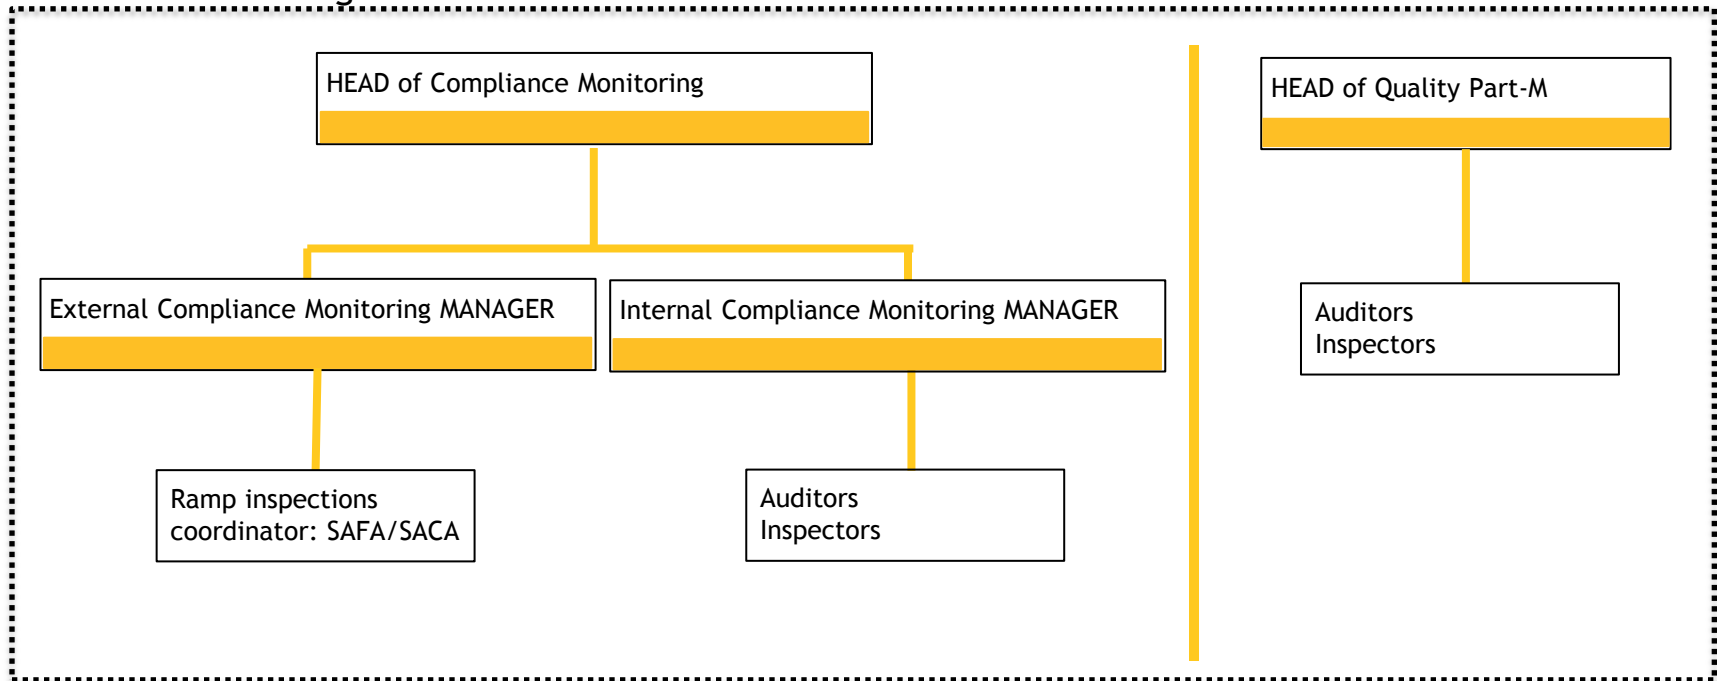 HEAD of Compliance Monitoring
HEAD of Quality Part-M
External Compliance Monitoring MANAGER
Internal Compliance Monitoring MANAGER
Auditors
Inspectors
Ramp inspections
coordinator: SAFA/SACA
Auditors
Inspectors